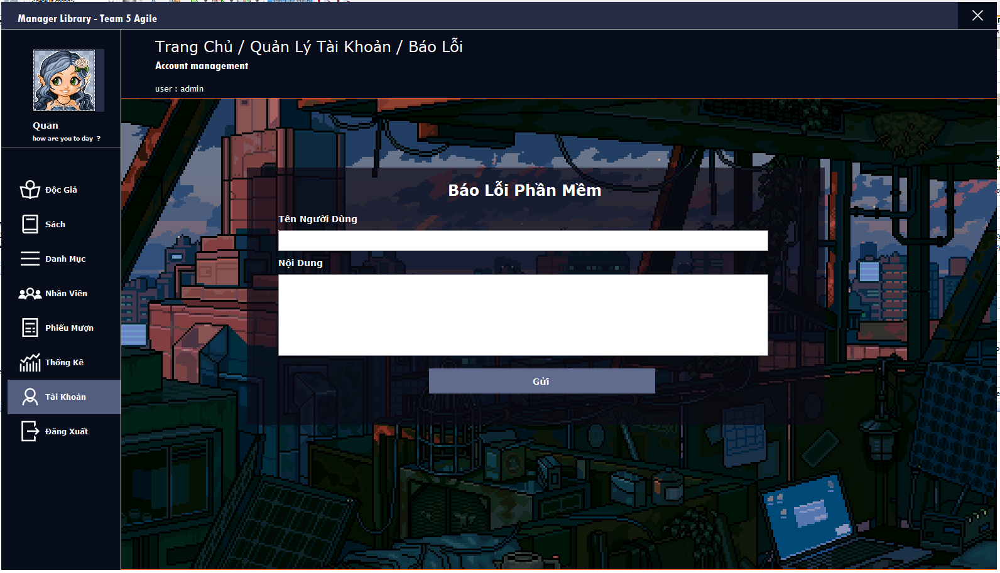 Manager Library - Team 5 Agile
Trang Chủ / Quản Lý Tài Khoản / Báo Lỗi
Account management
user : admin
Quan
how are you to day ?
Độc Giả
Sách
Danh Mục
Nhân Viên
Phiếu Mượn
Thống Kê
Tài Khoản
Đăng Xuất
Báo Lỗi Phần Mềm
Tên Người Dùng
Nội Dung
Gửi